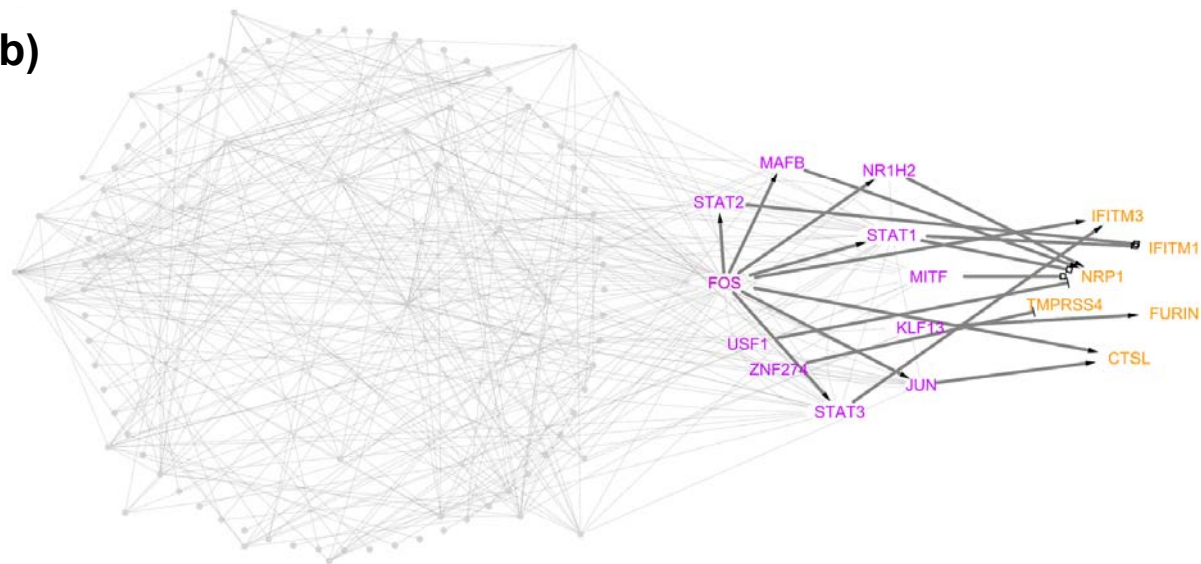 b)
MAFB
NR1H2
STAT2
IFITM3
STAT1
IFITM1
FOS
MITF
NRP1
TMPRSS4
FURIN
KLF13
USF1
CTSL
ZNF274
JUN
STAT3